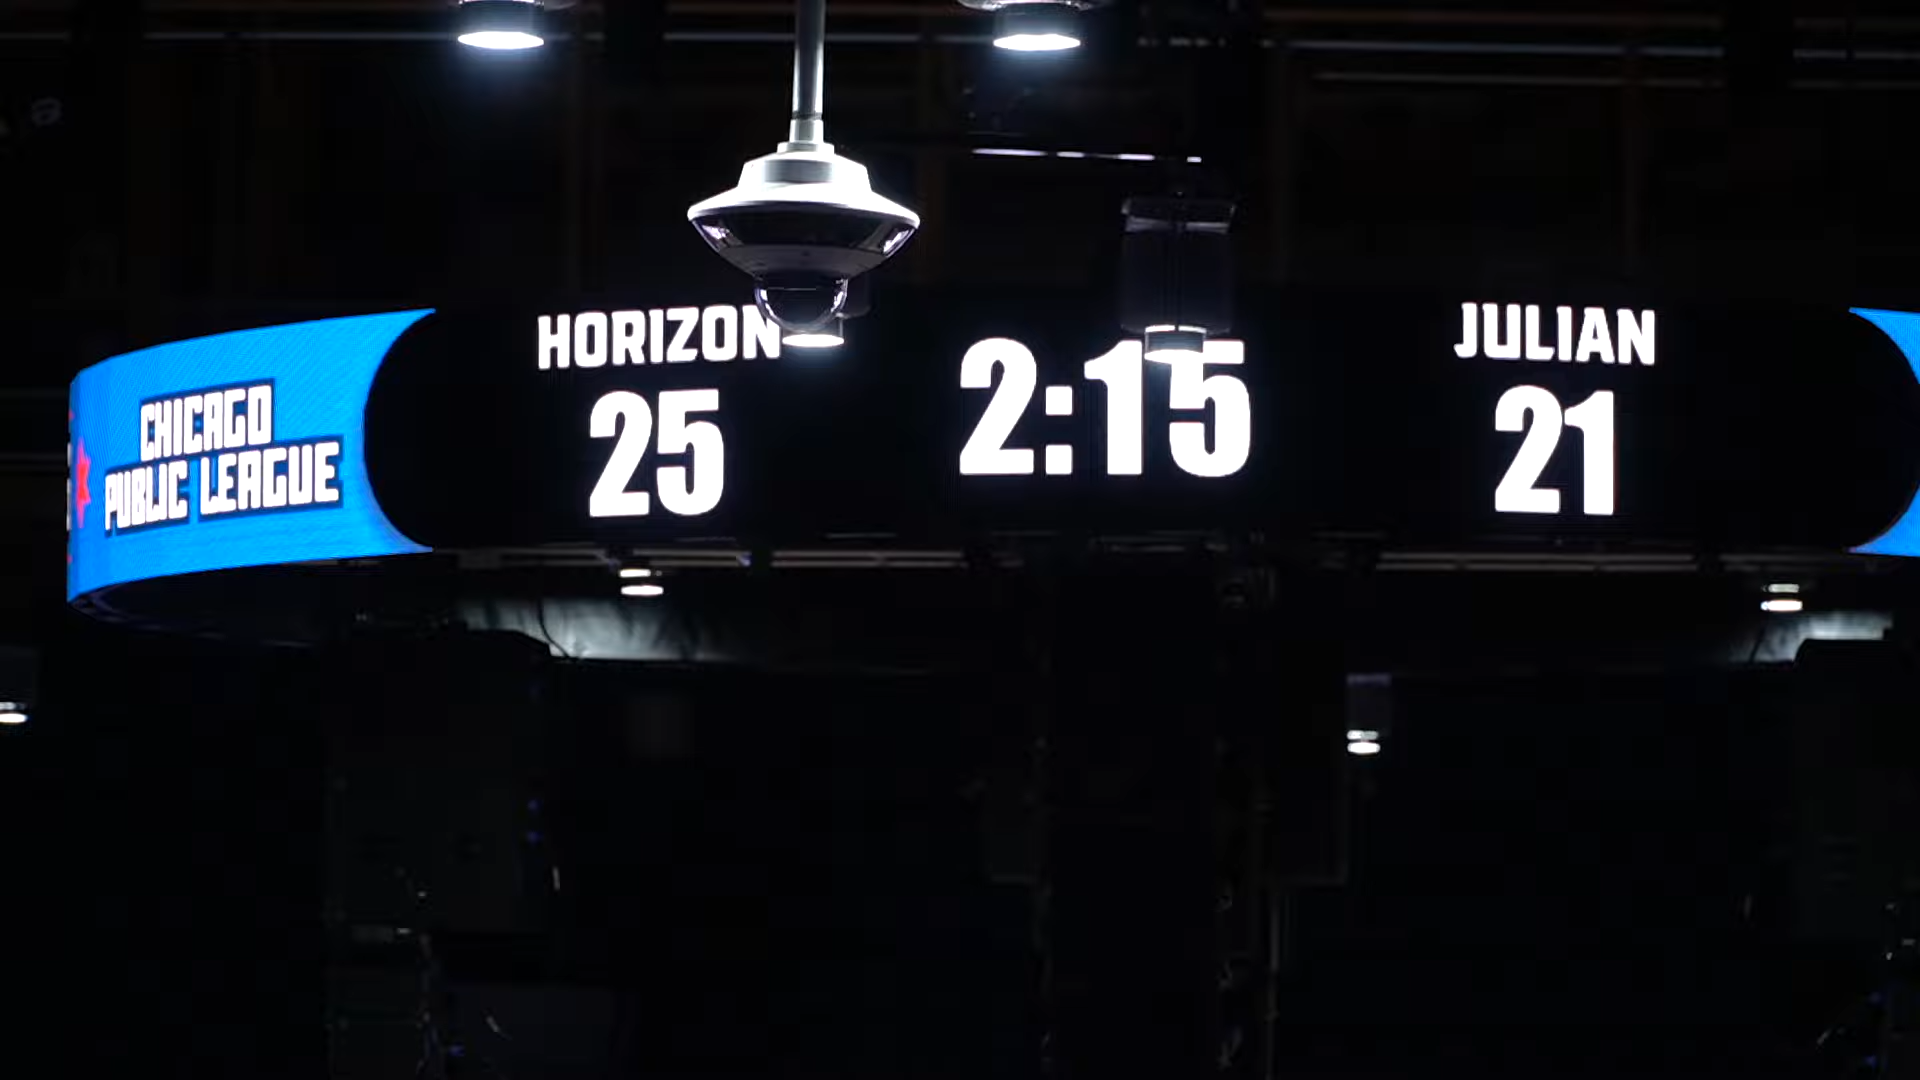 CHICAGO
PUBLIC LEAGUE
HORIZON
25
2:15
JULIAN
21